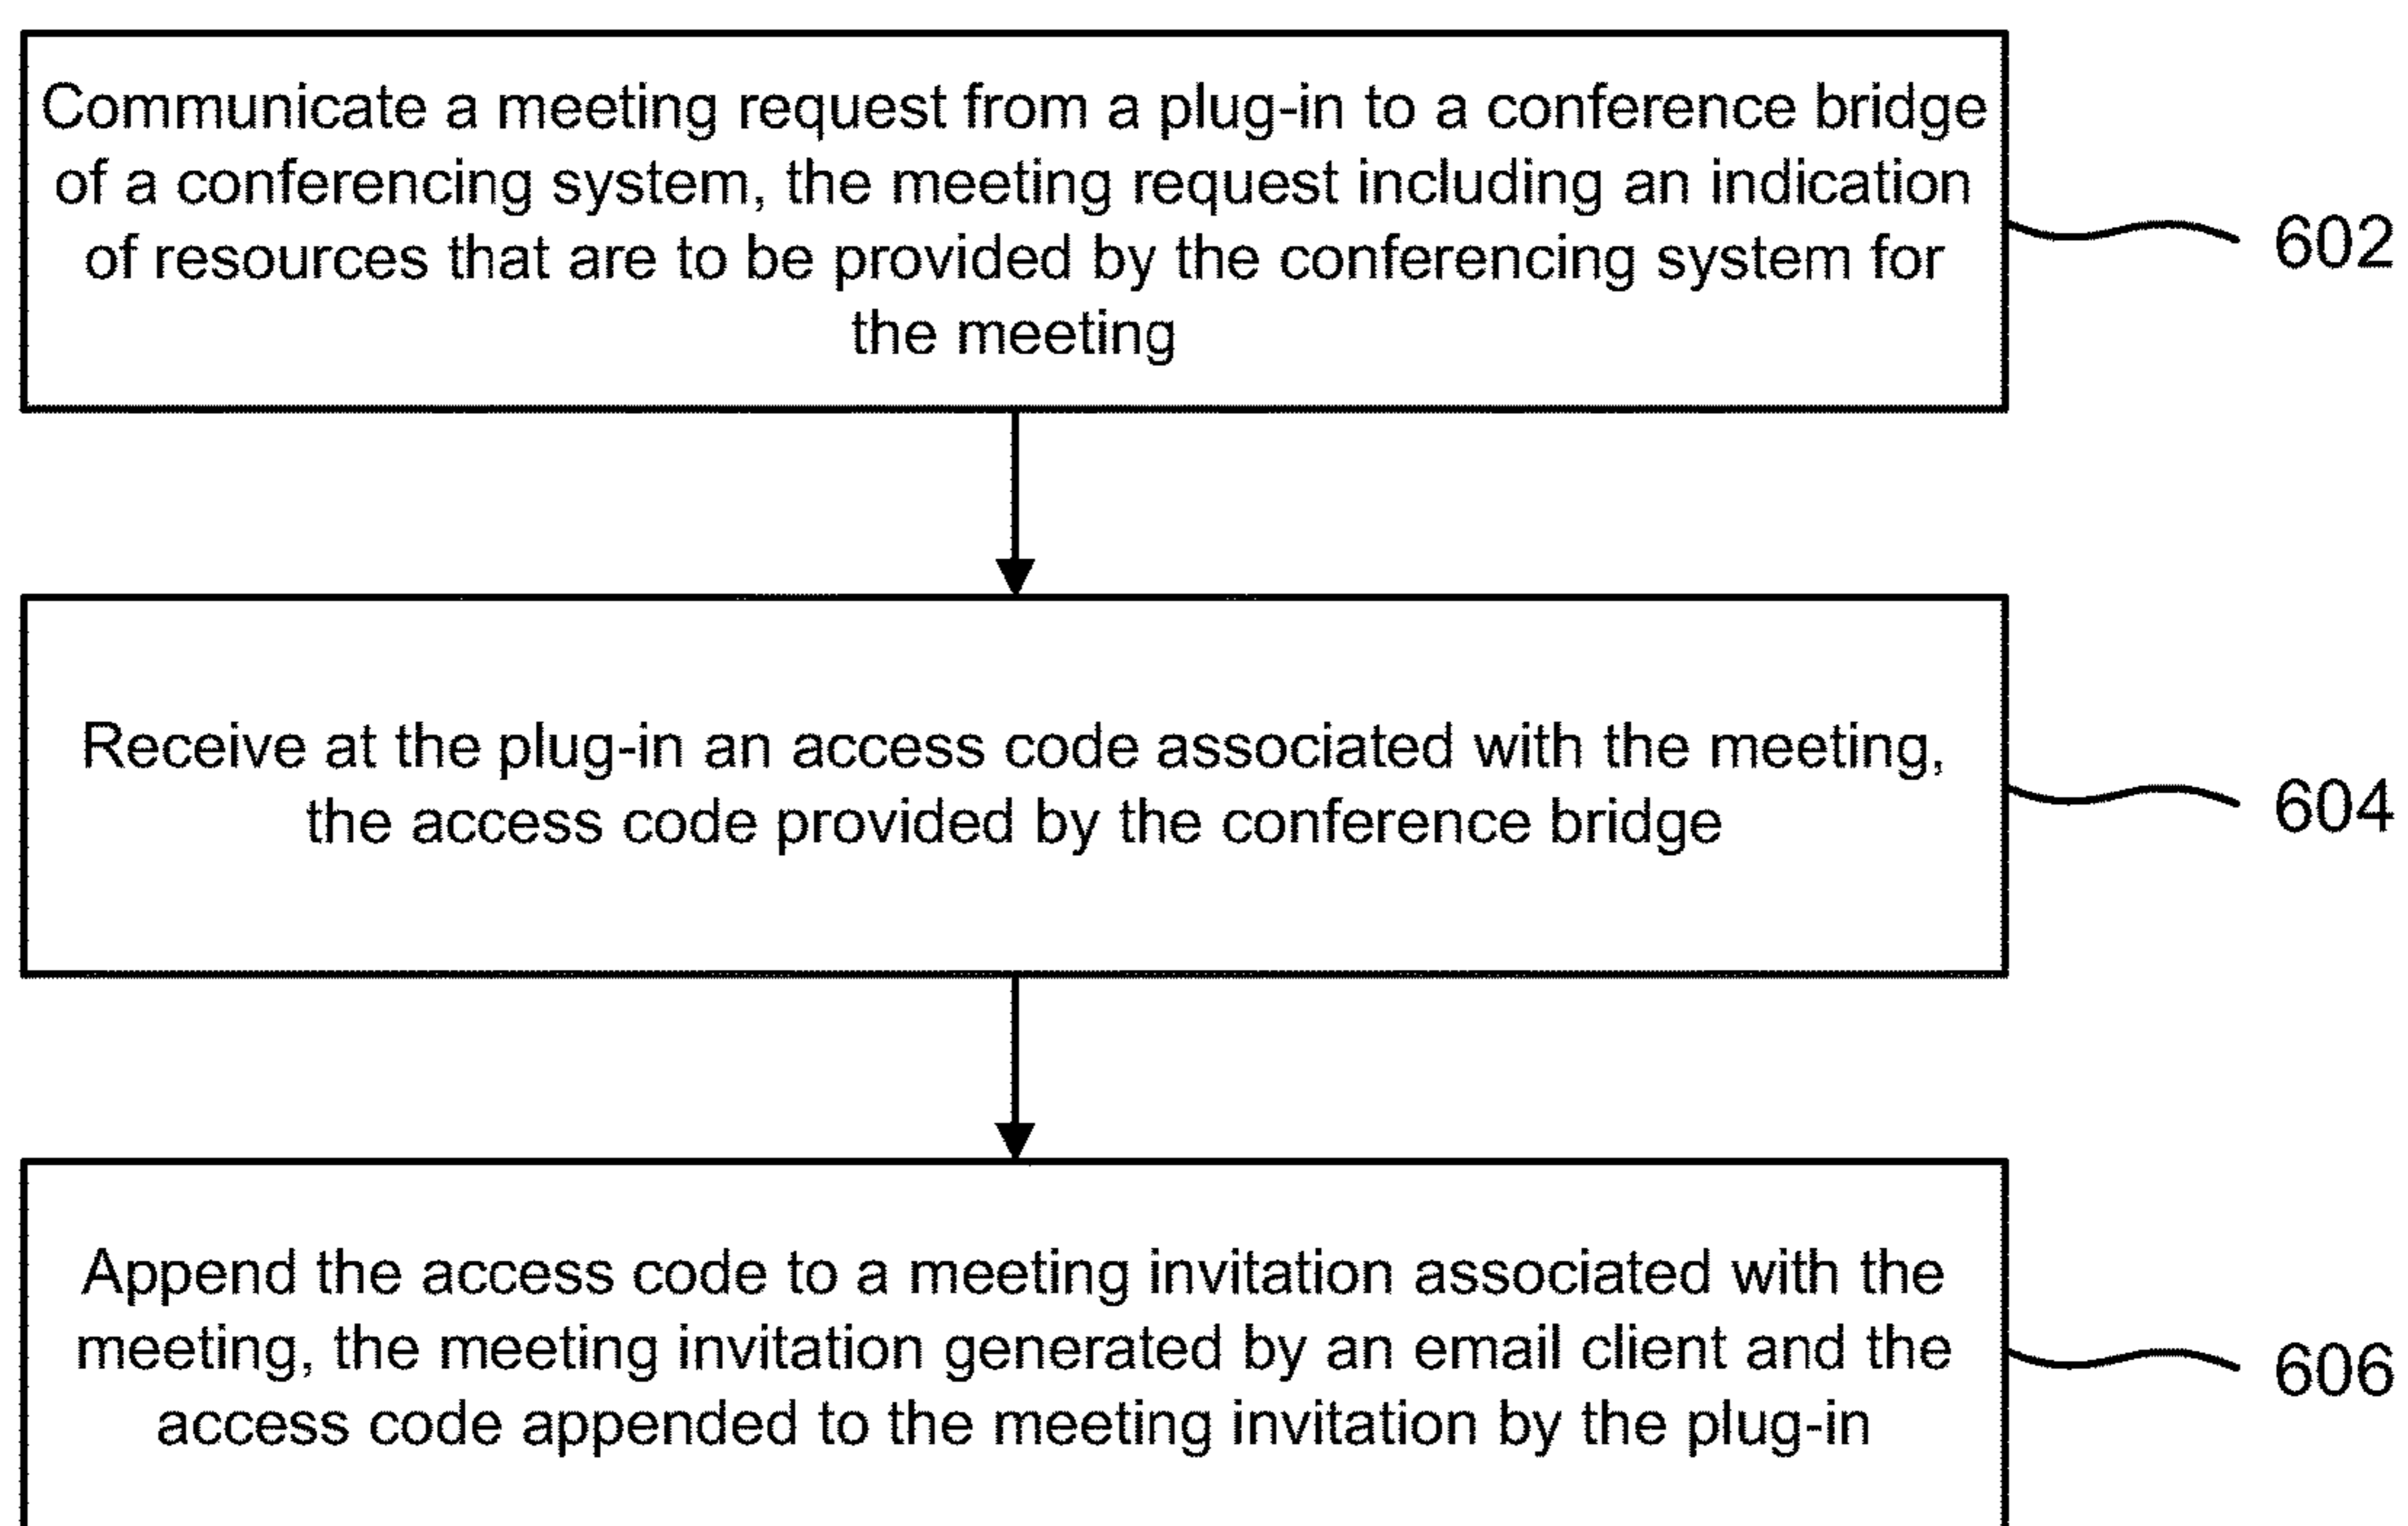 Communicate a meeting request from a plug-in to a conference bridge
of a conferencing system, the meeting request including an indication
of resources that are to be provided by the conferencing system for
the meeting
602
Receive at the plug-in an access code associated with the meeting,
the access code provided by the conference bridge
604
Append the access code to a meeting invitation associated with the
meeting, the meeting invitation generated by an email client and the
access code appended to the meeting invitation by the plug-in
606